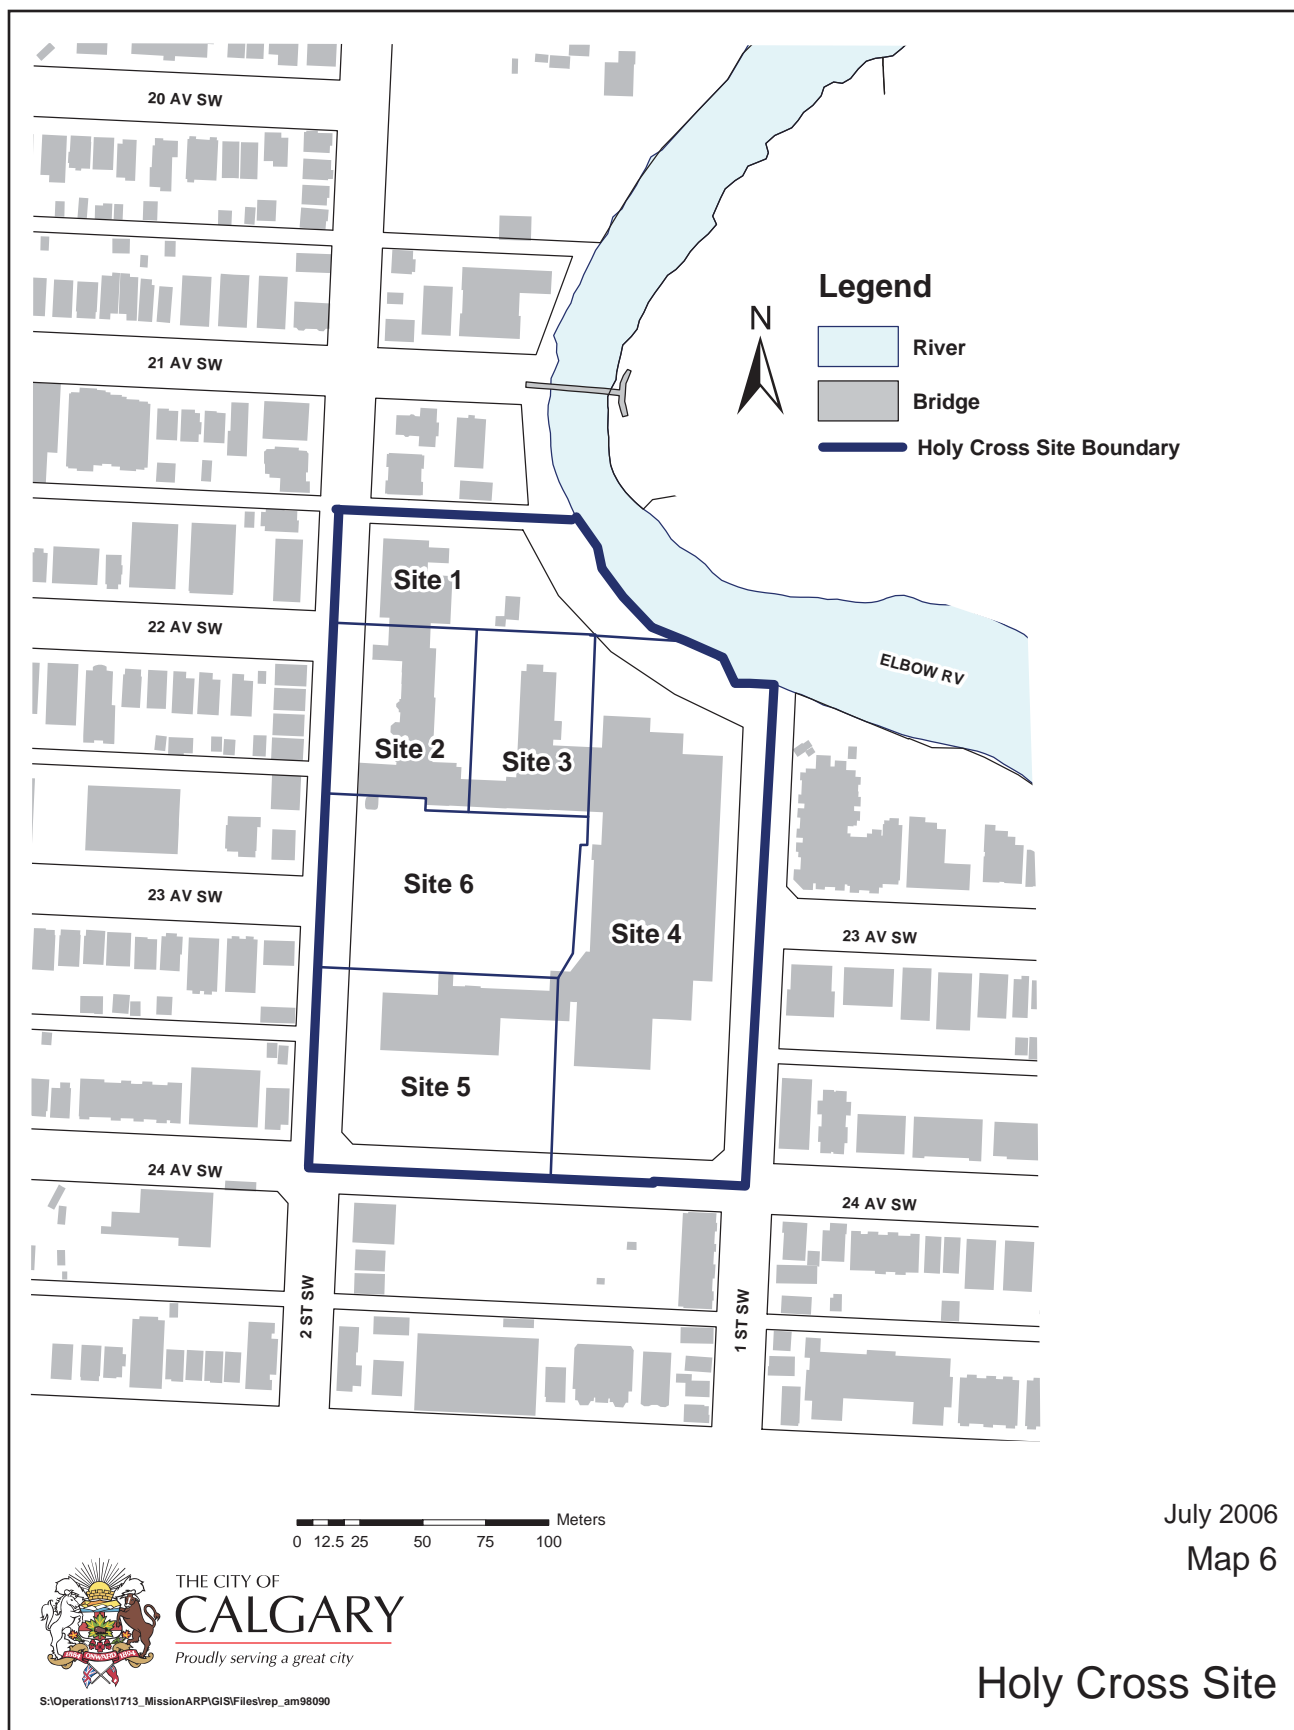 20 AV SW
Legend
N
River
21 AV SW
Bridge
Holy Cross Site Boundary
Site 1
22 AV SW
ELBOW RV
Site 2
Site 3
Site 6
23 AV SW
Site 4
23 AV SW
Site 5
24 AV SW
24 AV SW
2 ST SW
1 ST SW
Meters
0 12.5 25 50 75 100
July 2006
Map 6
THE CITY OF
CALGARY
Proudly serving a great city
1884 ONWARD 1894
Holy Cross Site
S:\Operations\1713_MissionARP\GIS\Files\rep_am98090